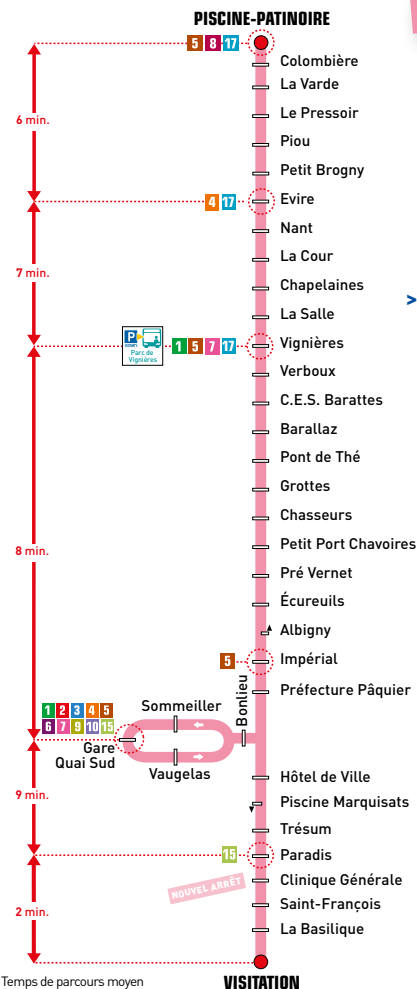 PISCINE-PATINOIRE
5 8 17
Colombière
La Varde
Le Pressoir
6 min.
Piou
Petit Brogny
4 17
Evire
Nant
La Cour
7 min.
Chapelaines
>
La Salle
P
Parc de
Vignières
1 5 7 17
Vignières
Verboux
C.E.S. Barattes
Barallaz
Pont de Thé
Grottes
Chasseurs
8 min.
Petit Port Chavoires
Pré Vernet
Écureuils
Albigny
5
Impérial
Préfecture Pâquier
Bonlieu
Sommeiller
1 2 3 4 5
6 7 9 10 15
Gare
Quai Sud
Vaugelas
Hôtel de Ville
9 min.
Piscine Marquisats
Trésum
15
Paradis
NOUVEL ARRÊT
Clinique Générale
Saint-François
2 min.
La Basilique
Temps de parcours moyen
VISITATION